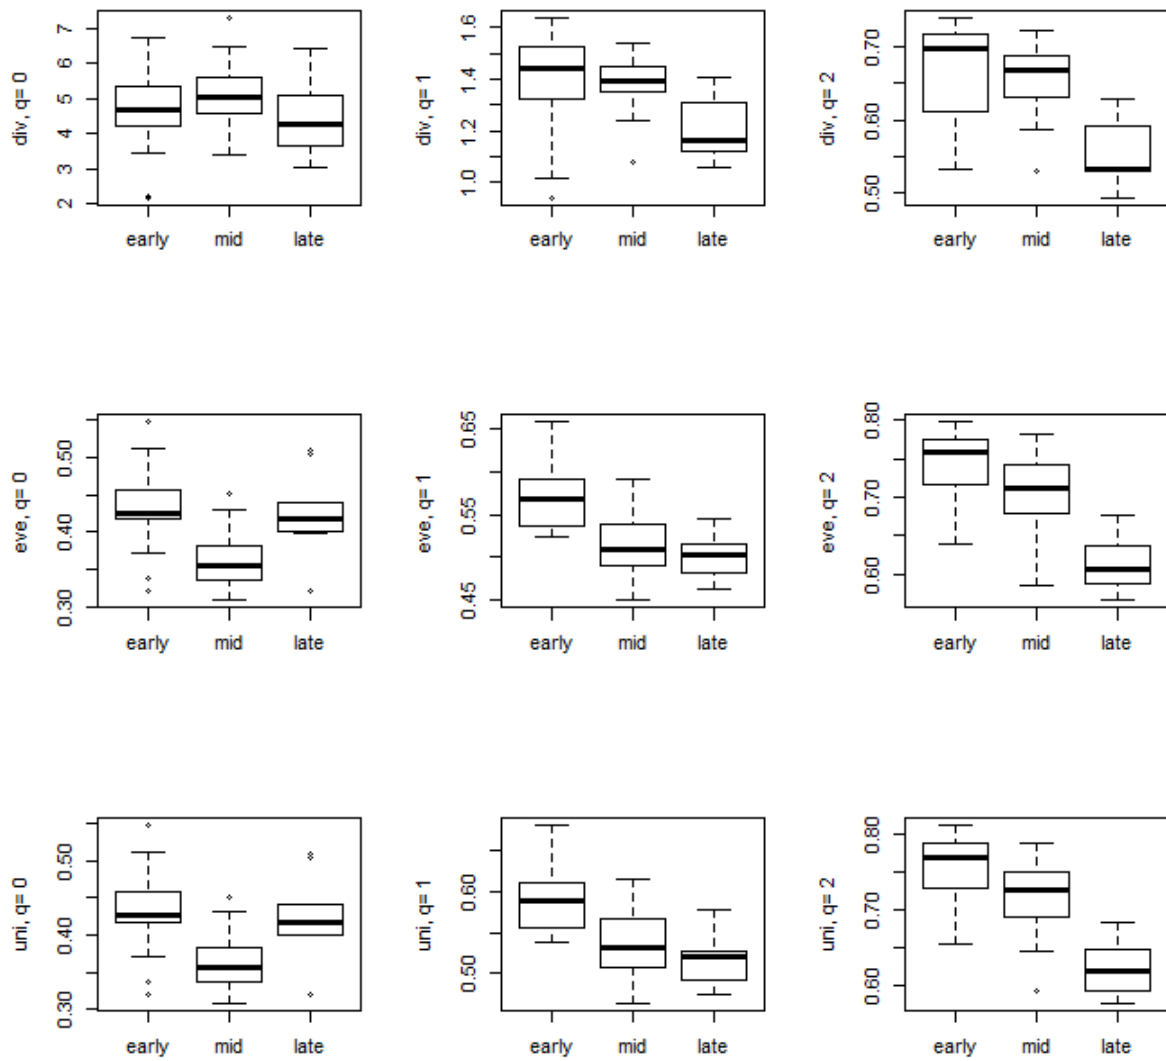 div, q= 0
7
6
5
4
3
2
early mid late
div, q= 1
1.6
1.4
1.2
1.0
early mid late
div, q= 2
0.70
0.60
0.50
early mid late
eve, q= 0
0.50
0.40
0.30
early mid late
eve, q= 1
0.65
0.55
0.45
early mid late
eve, q= 2
0.80
0.70
0.60
early mid late
uni, q= 0
0.50
0.40
0.30
early mid late
uni, q= 1
0.60
0.50
early mid late
uni, q= 2
0.80
0.70
0.60
early mid late